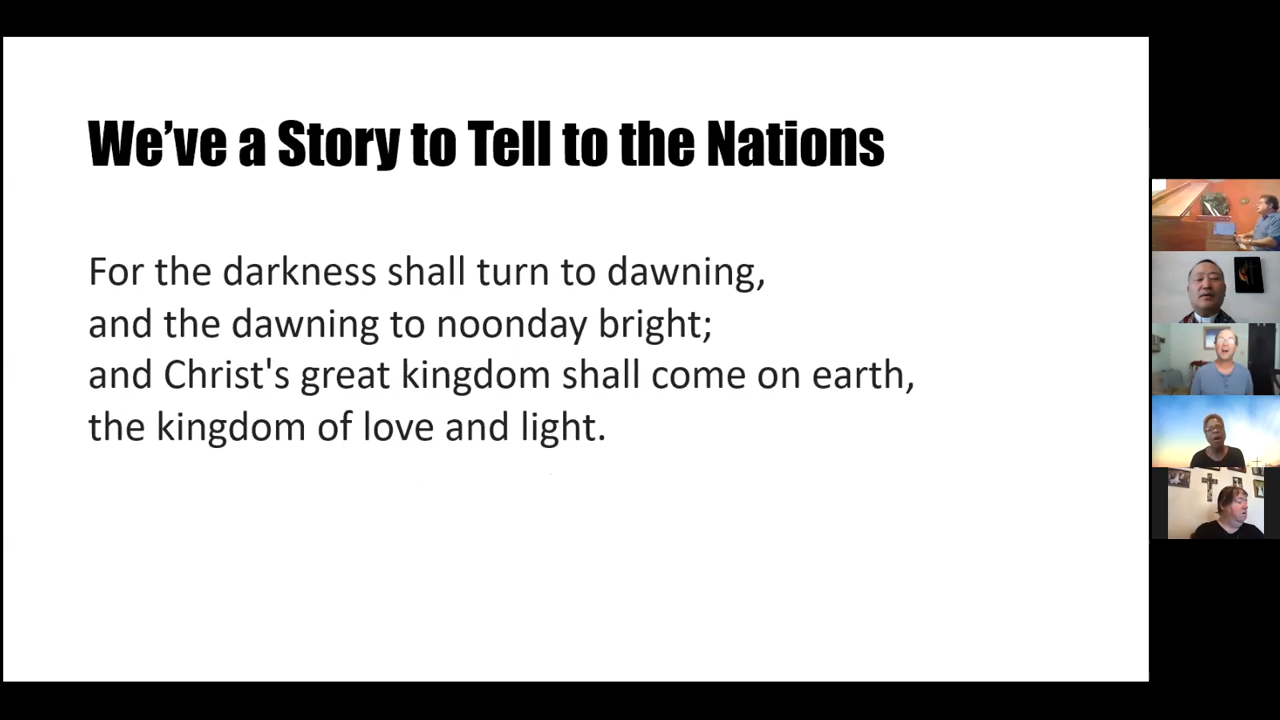 We’ve a Story to Tell to the Nations
For the darkness shall turn to dawning,
and the dawning to noonday bright;
and Christ's great kingdom shall come on earth,
the kingdom of love and light.